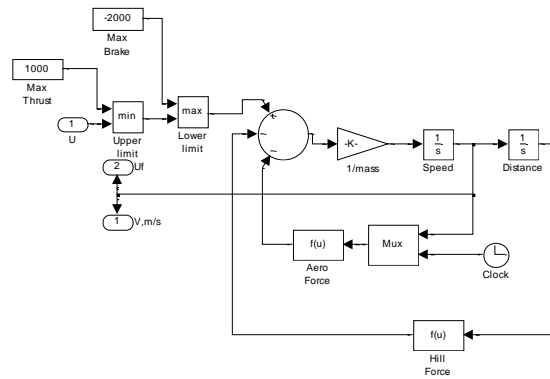 -2000
Max
Brake
1000
Max
Thrust
1
U
min
Upper
limit
max
Lower
limit
+
-
-
-K-
1/mass
1
s
Speed
1
s
Distance
2
Uf
1
V,m/s
f(u)
Aero
Force
Mux
Clock
f(u)
Hill
Force